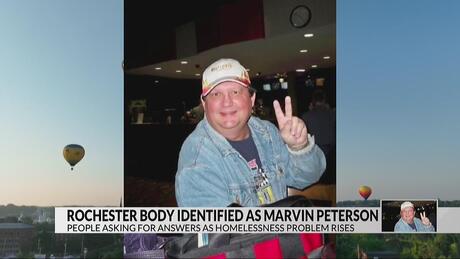 ROCHESTER BODY IDENTIFIED AS MARVIN PETERSON
PEOPLE ASKING FOR ANSWERS AS HOMELESSNESS PROBLEM RISES